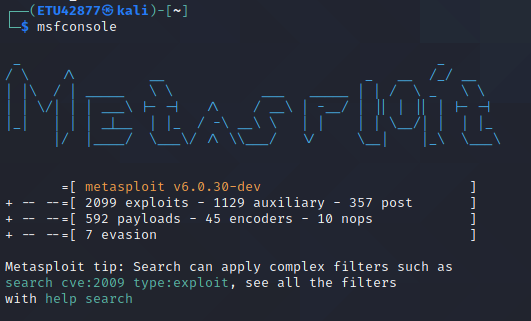 (ETU42877㉿kali)-[~]
$ msfconsole
METASPLOIT
=[ metasploit v6.0.30-dev ]
+ -- --=[ 2099 exploits - 1129 auxiliary - 357 post ]
+ -- --=[ 592 payloads - 45 encoders - 10 nops ]
+ -- --=[ 7 evasion ]
Metasploit tip: Search can apply complex filters such as
search cve:2009 type:exploit, see all the filters
with help search